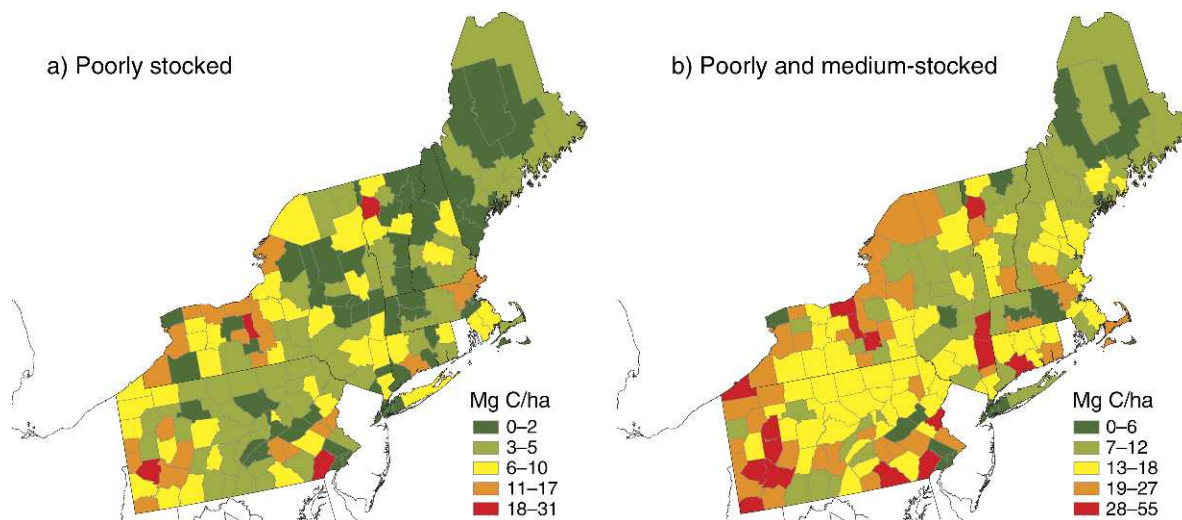 a) Poorly stocked
Mg C/ha
0–2
3–5
6–10
11–17
18–31
b) Poorly and medium-stocked
Mg C/ha
0–6
7–12
13–18
19–27
28–55